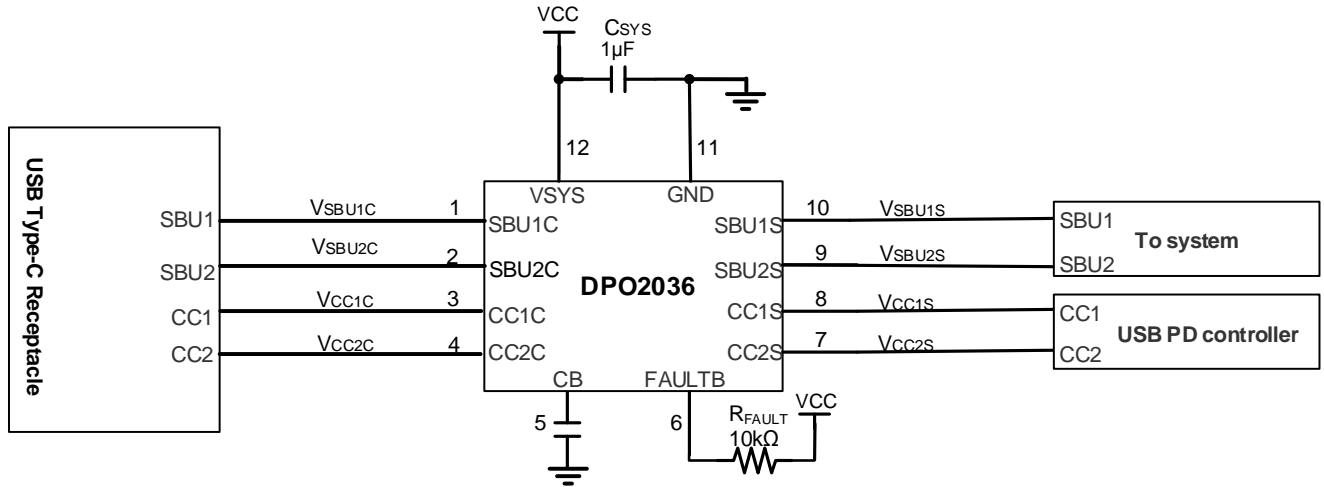 VCC
CSYS
1µF
12
11
VSYS
GND
USB Type-C Receptacle
SBU1
SBU2
CC1
CC2
VSBU1C
VSBU2C
VCC1C
VCC2C
1
2
3
4
SBU1C
SBU2C
CC1C
CC2C
DPO2036
SBU1S
SBU2S
CC1S
CC2S
CB
FAULTB
10
9
8
7
VSBU1S
VSBU2S
VCC1S
VCC2S
SBU1
SBU2
To system
CC1
CC2
USB PD controller
5
6
RFAULT
10kΩ
VCC